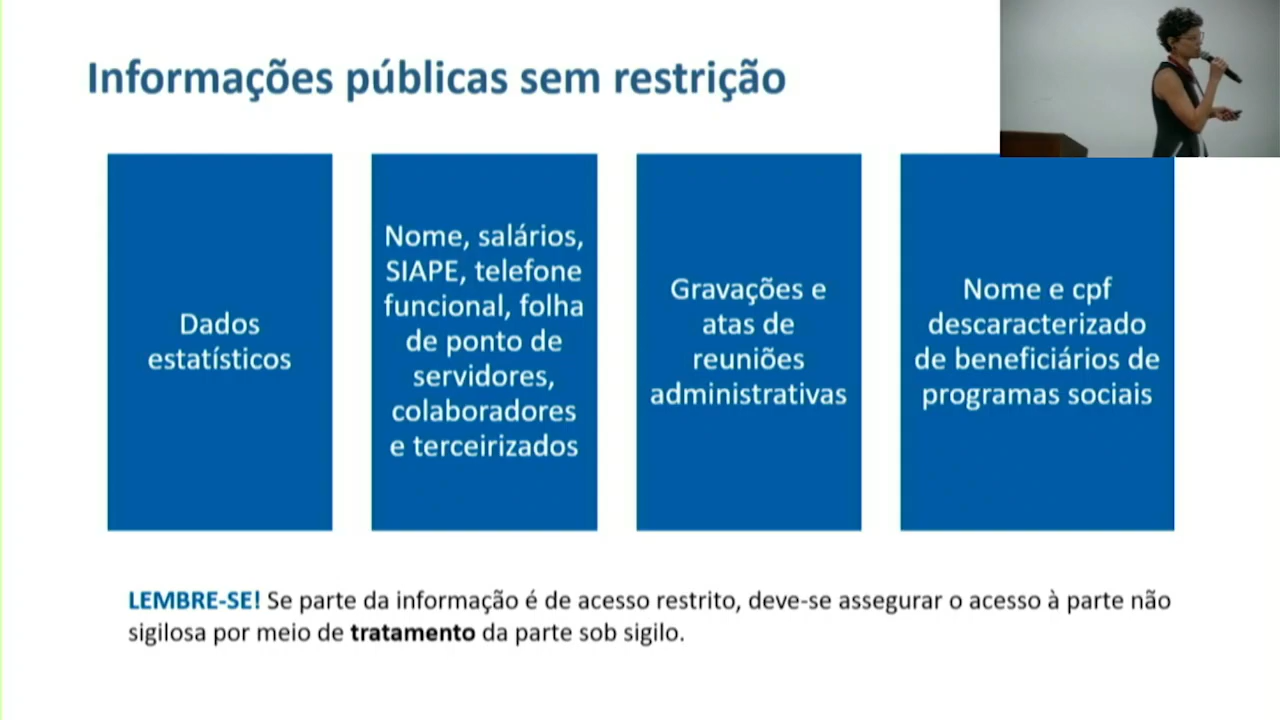 Informações públicas sem restrição
Dados
estatísticos
Nome, salários,
SIAPE, telefone
funcional, folha
de ponto de
servidores,
colaboradores
e terceirizados
Gravações e
atas de
reuniões
administrativas
Nome e cpf
descaracterizado
de beneficiários de
programas sociais
LEMBRE-SE! Se parte da informação é de acesso restrito, deve-se assegurar o acesso à parte não
sigilosa por meio de tratamento da parte sob sigilo.